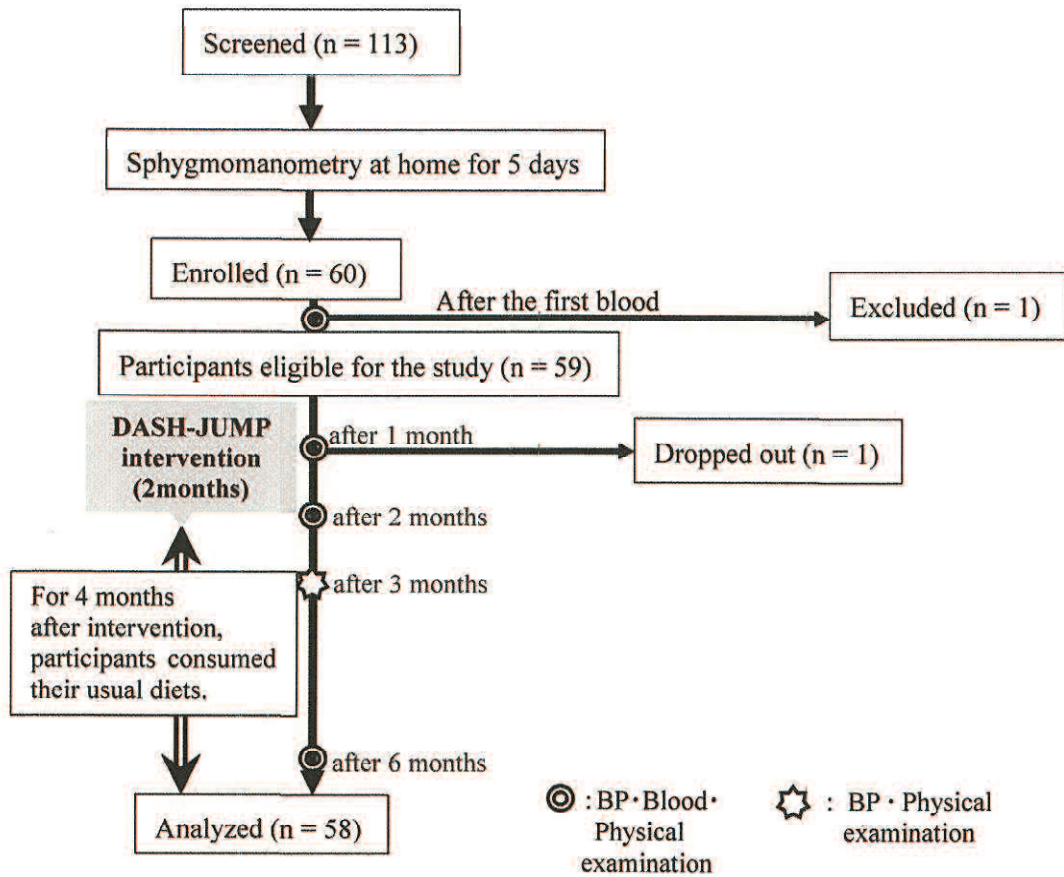 Screened (n = 113)
Sphygmomanometry at home for 5 days
Enrolled (n = 60)
After the first blood
Excluded (n = 1)
Participants eligible for the study (n = 59)
DASH-JUMP
intervention
(2months)
after 1 month
Dropped out (n = 1)
after 2 months
after 3 months
For 4 months
after intervention,
participants consumed
their usual diets.
after 6 months
Analyzed (n = 58)
: BP・Blood・
Physical
examination
: BP・Physical
examination